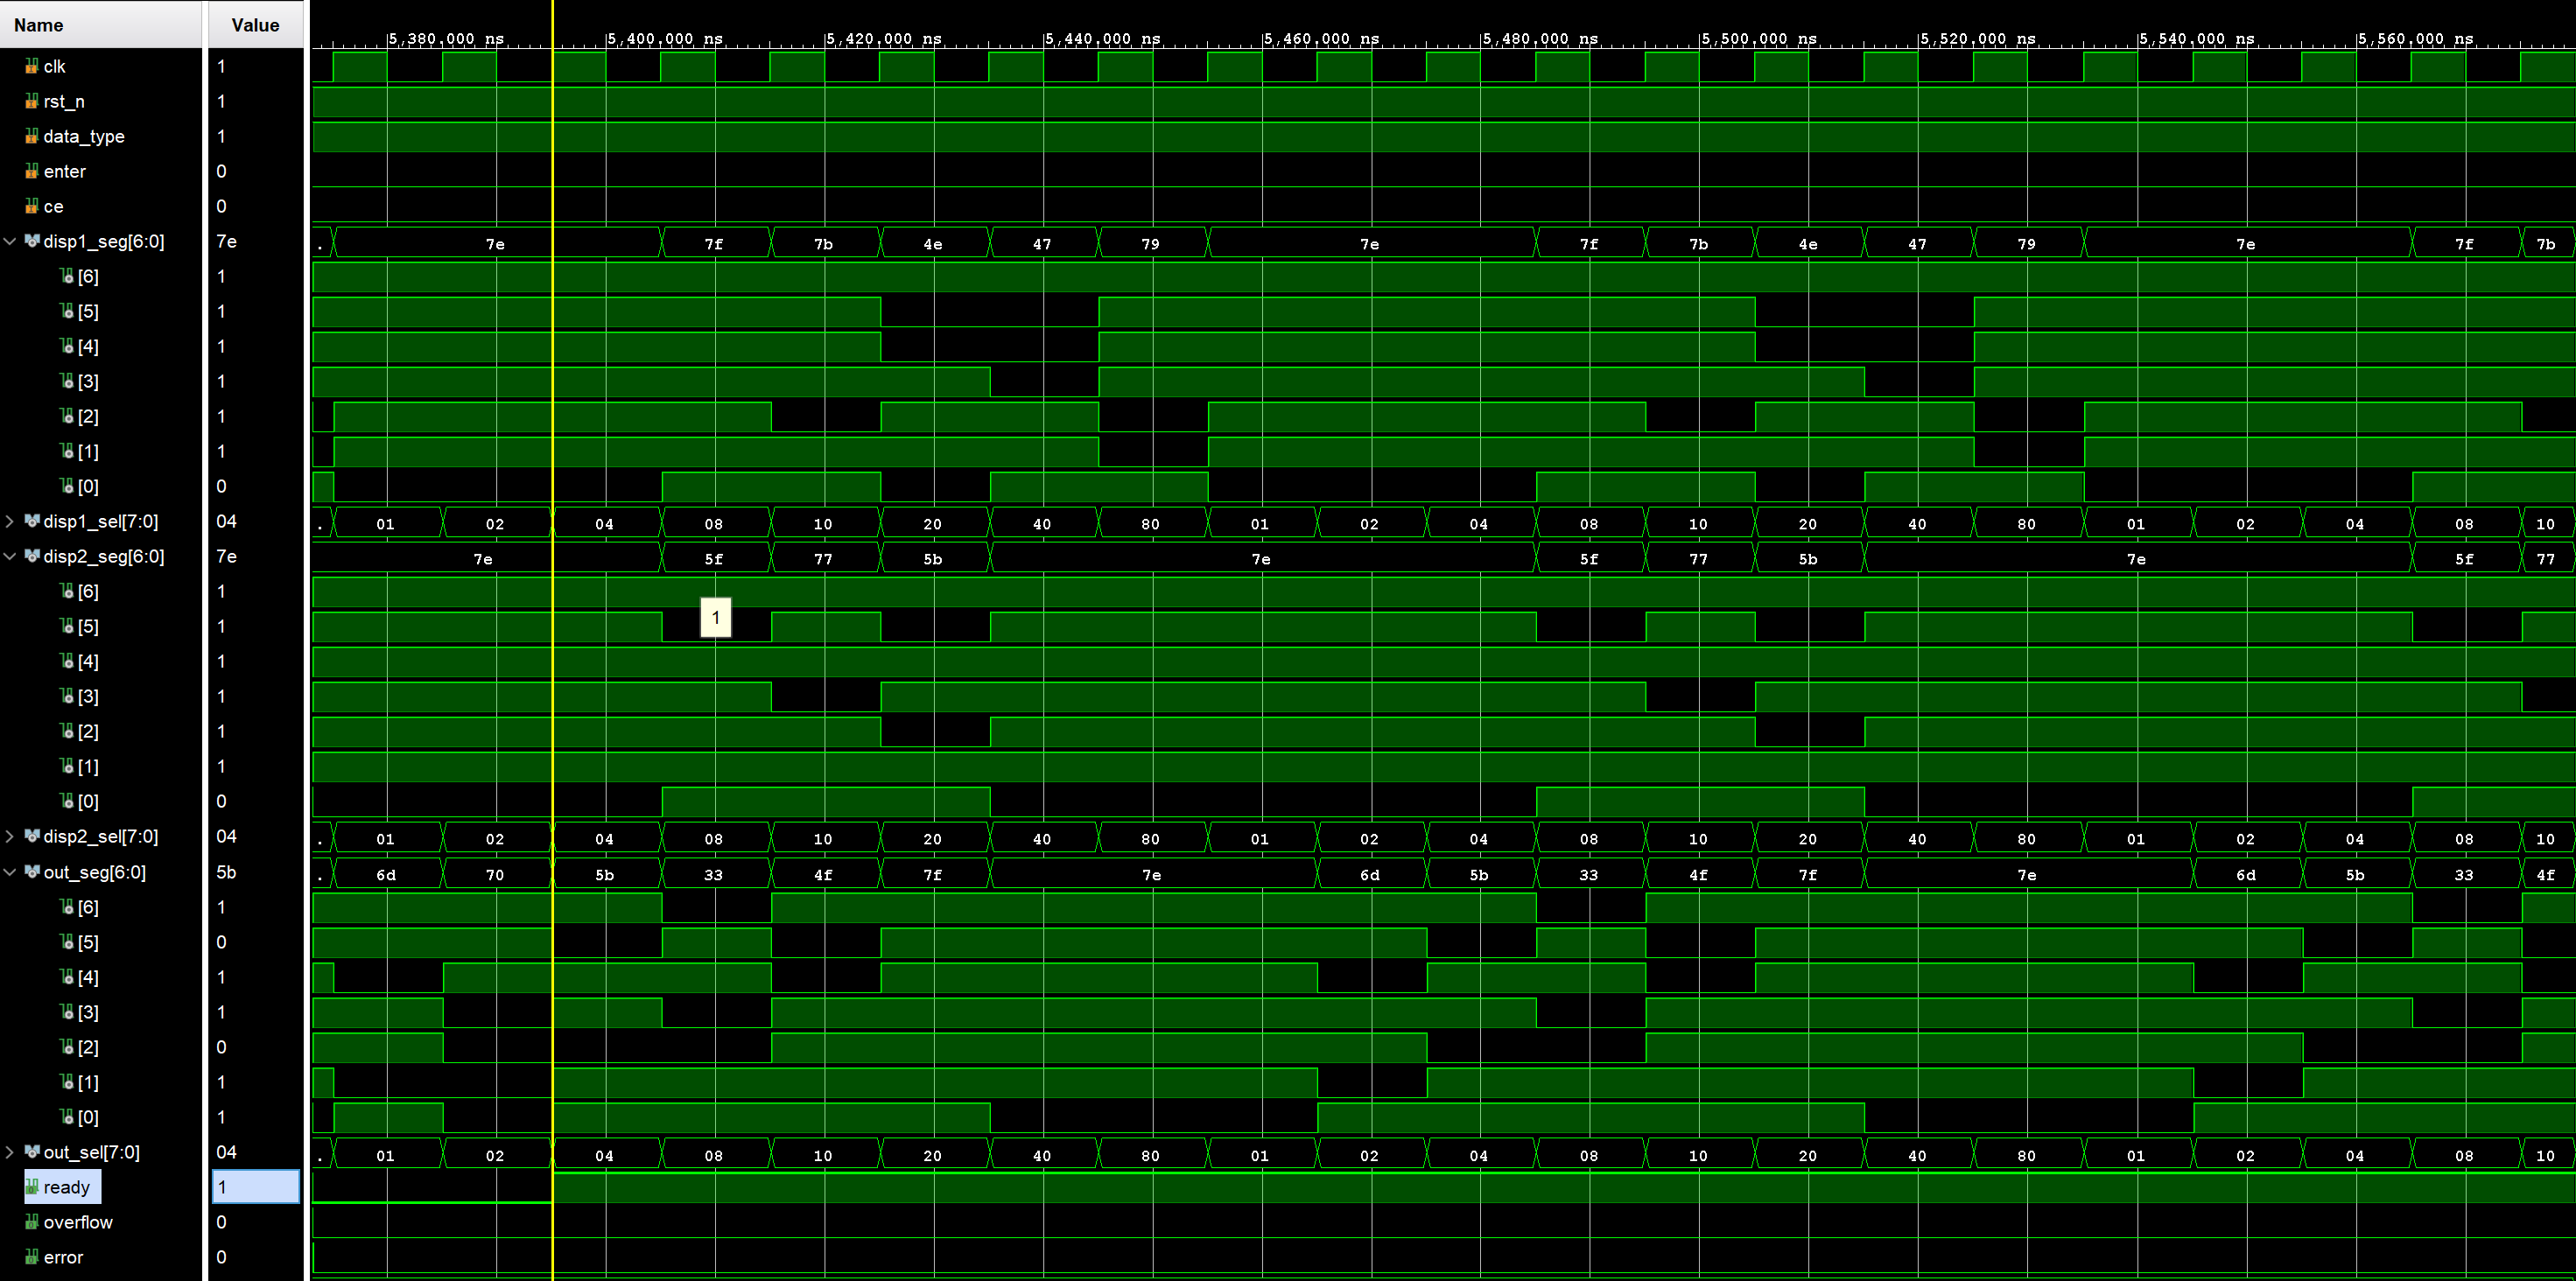 Name Value
5,380.000 ns 5,400.000 ns 5,420.000 ns 5,440.000 ns 5,460.000 ns 5,480.000 ns 5,500.000 ns 5,520.000 ns 5,540.000 ns 5,560.000 ns
clk 1
rst_n 1
data_type 1
enter 0
ce 0
disp1_seg[6:0] 7e . 7e 7f 7b 4e 47 79 7e 7f 7b 4e 47 79 7e 7f 7b
[6] 1
[5] 1
[4] 1
[3] 1
[2] 1
[1] 1
[0] 0
disp1_sel[7:0] 04 . 01 02 04 08 10 20 40 80 01 02 04 08 10 20 40 80 01 02 04 08 10
disp2_seg[6:0] 7e 7e 5f 77 5b 7e 5f 77 5b 7e 5f 77
[6] 1
[5] 1 1
[4] 1
[3] 1
[2] 1
[1] 1
[0] 0
disp2_sel[7:0] 04 . 01 02 04 08 10 20 40 80 01 02 04 08 10 20 40 80 01 02 04 08 10
out_seg[6:0] 5b . 6d 70 5b 33 4f 7f 7e 6d 5b 33 4f 7f 7e 6d 5b 33 4f
[6] 1
[5] 0
[4] 1
[3] 1
[2] 0
[1] 1
[0] 1
out_sel[7:0] 04 . 01 02 04 08 10 20 40 80 01 02 04 08 10 20 40 80 01 02 04 08 10
ready 1
overflow 0
error 0